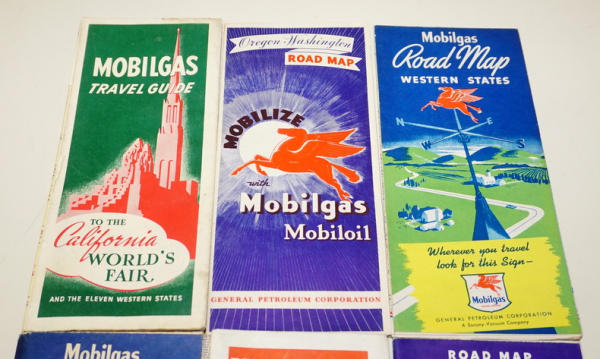 MOBILGAS
TRAVEL GUIDE
TO THE
California
WORLD'S
FAIR.
AND THE ELEVEN WESTERN STATES
Oregon-Washington
ROAD MAP
MOBILIZE
with
Mobilgas
Mobiloil
GENERAL PETROLEUM CORPORATION
Mobilgas
Road Map
WESTERN STATES
N E
W S
Wherever you travel
look for this Sign-
Mobilgas
GENERAL PETROLEUM CORPORATION
A Socony-Vacuum Company
Mobilgas
ROAD MAP